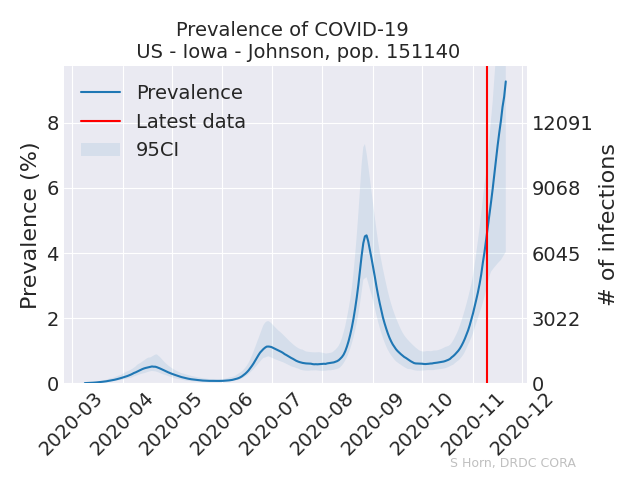 Prevalence of COVID-19
US - Iowa - Johnson, pop. 151140
Prevalence
Latest data
95CI
Prevalence (%)
8
6
4
2
0
12091
9068
6045
3022
0
# of infections
2020-03
2020-04
2020-05
2020-06
2020-07
2020-08
2020-09
2020-10
2020-11
2020-12
S Horn, DRDC CORA